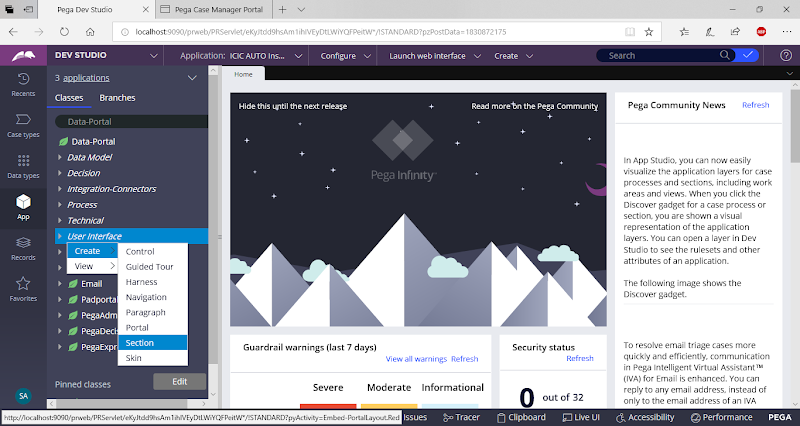 Pega Dev Studio
Pega Case Manager Portal
localhost:9090/prweb/PRServlet/eKyJtdd9hsAm1ihIVEyDtLWiYQFPeitW*/!STANDARD?pzPostData=1830872175
DEV STUDIO
Application: ICIC AUTO Ins...
Configure
Launch web interface
Create
Search
Recents
Case types
Data types
App
Records
Favorites
SA
3 applications
Classes
Branches
Data-Portal
Data-Portal
Data Model
Decision
Integration-Connectors
Process
Technical
User Interface
Create
View
Control
Guided Tour
Harness
Navigation
Paragraph
Portal
Section
Skin
Email
Padporta
PegaAdm
PegaDecis
PegaExpr
Pinned classes
Edit
Home
Hide this until the next release
Read more on the Pega Community
Pega Infinity
Guardrail warnings (last 7 days)
View all warnings
Refresh
Severe
Moderate
Informational
Security status
Refresh
0 out of 32
Pega Community News
Refresh
In App Studio, you can now easily
visualize the application layers for case
processes and sections, including work
areas and views. When you click the
Discover gadget for a case process or
section, you are shown a visual
representation of the application
layers. You can open a layer in Dev
Studio to see the rulesets and other
attributes of an application.
The following image shows the
Discover gadget.
To resolve email triage cases more
quickly and efficiently, communication
in Pega Intelligent Virtual Assistant™
(IVA) for Email is enhanced. You can
reply to any email address, instead of
only to the email address of an IVA
http://localhost:9090/prweb/PRServlet/eKyJtdd9hsAm1ihIVEyDtLWiYQFPeitW*/!STANDARD?pyActivity=Embed-PortalLayout.Red
Issues
Tracer
Clipboard
Live UI
Accessibility
Performance
PEGA